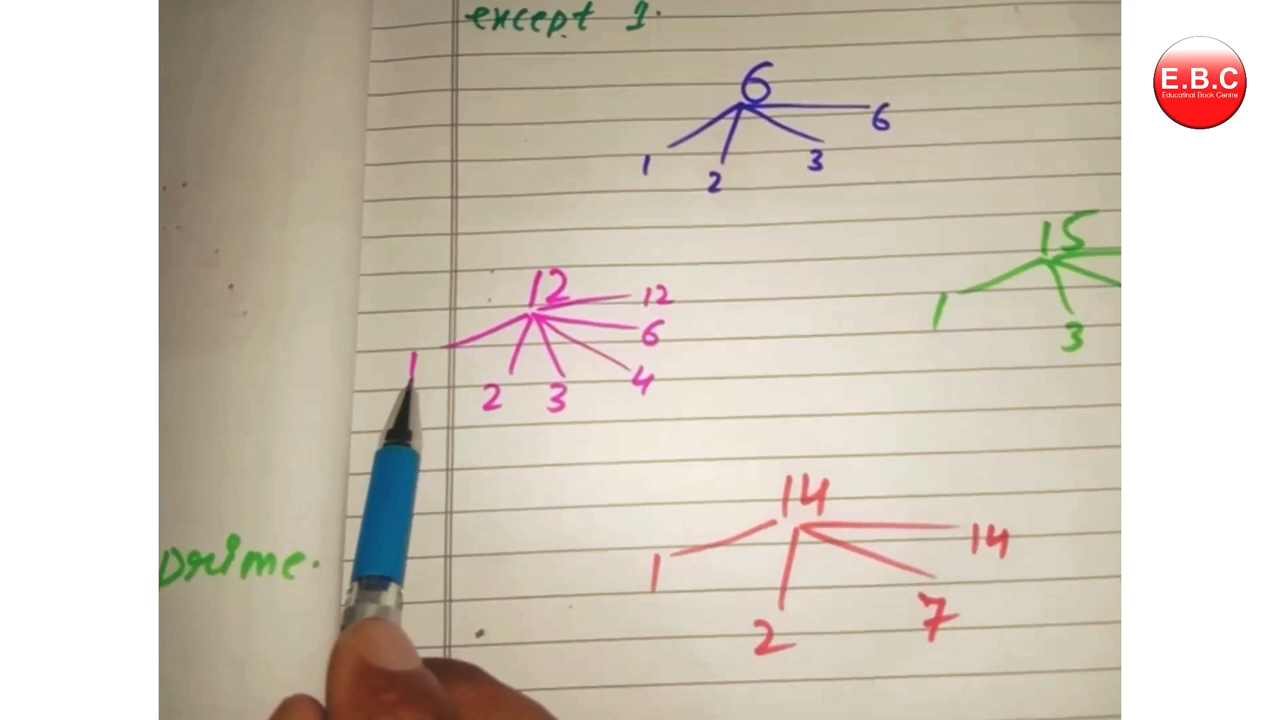 except 1.
E.B.C
Educatinal Book Centre
6
1 2 3 6
15
1 3
12
1 2 3 4 6 12
14
1 2 7 14
prime.